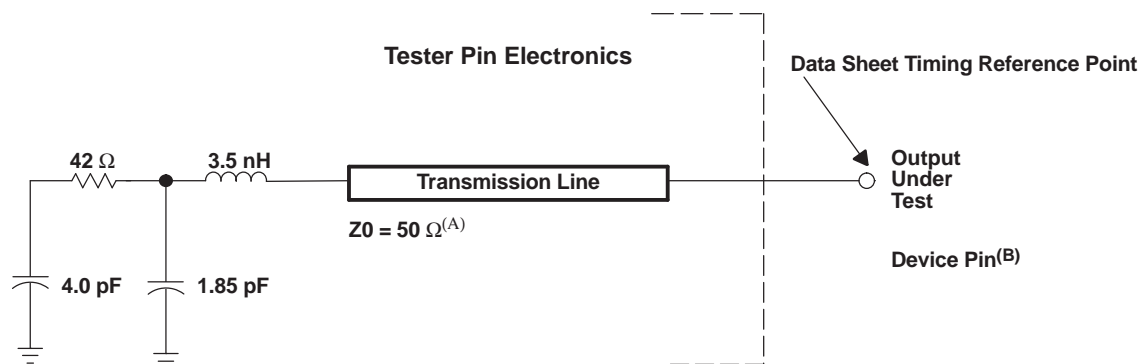 Tester Pin Electronics
Data Sheet Timing Reference Point
42 Ω
3.5 nH
Transmission Line
Output
Under
Test
Z0 = 50 Ω(A)
Device Pin(B)
4.0 pF
1.85 pF